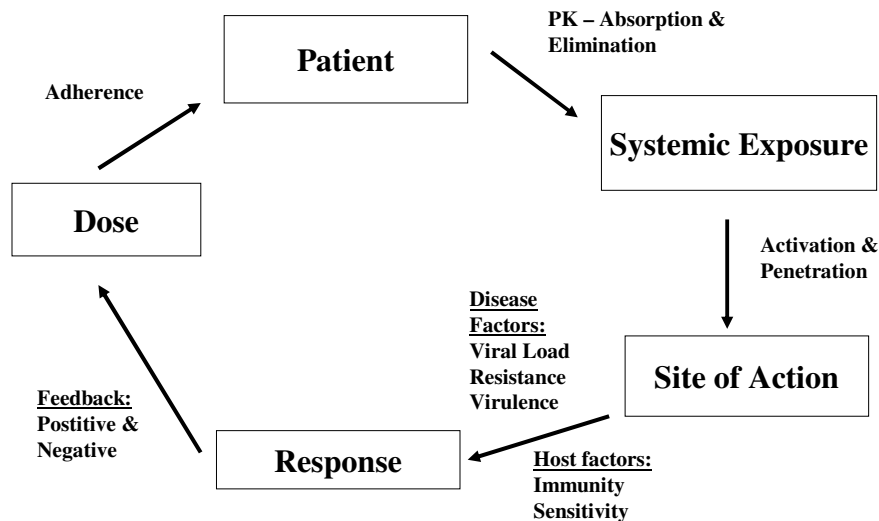 PK – Absorption &
Elimination
Patient
Adherence
Systemic Exposure
Dose
Activation &
Penetration
Disease
Factors:
Viral Load
Resistance
Virulence
Site of Action
Feedback:
Postitive &
Negative
Response
Host factors:
Immunity
Sensitivity